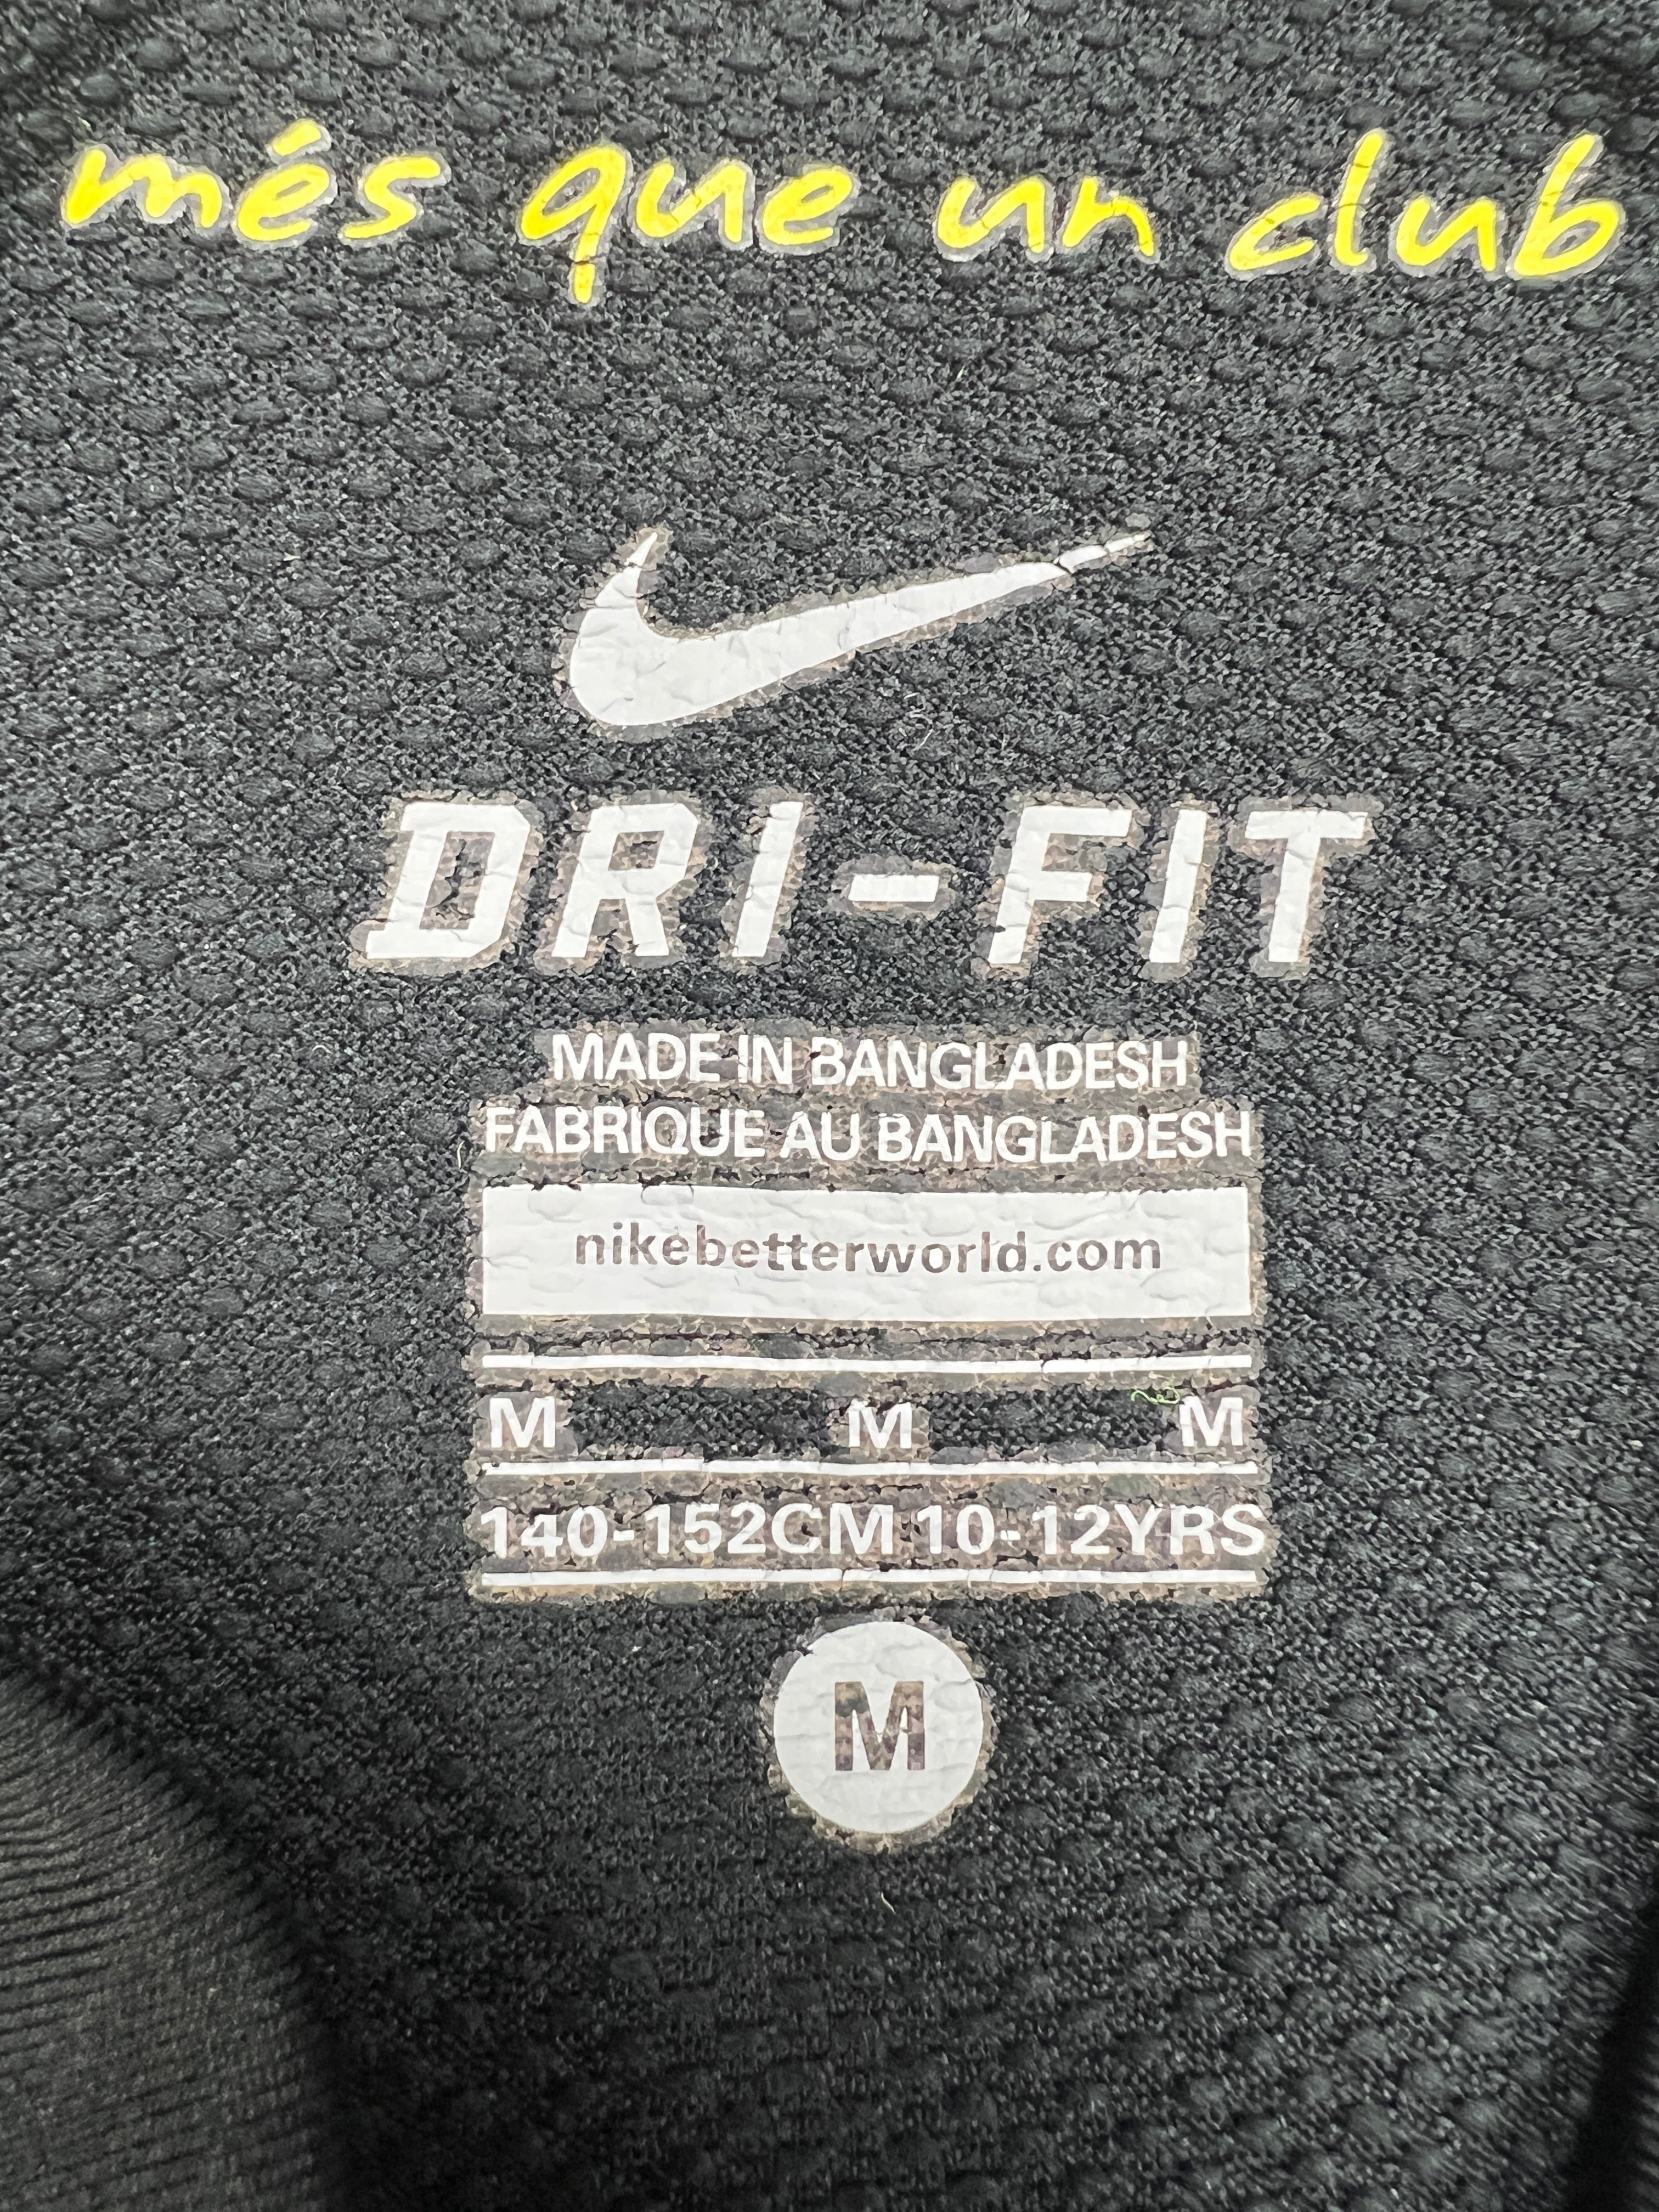 més que un club
DRI-FIT
MADE IN BANGLADESH
FABRIQUE AU BANGLADESH
nikebetterworld.com
M M M
140-152CM 10-12YRS
M